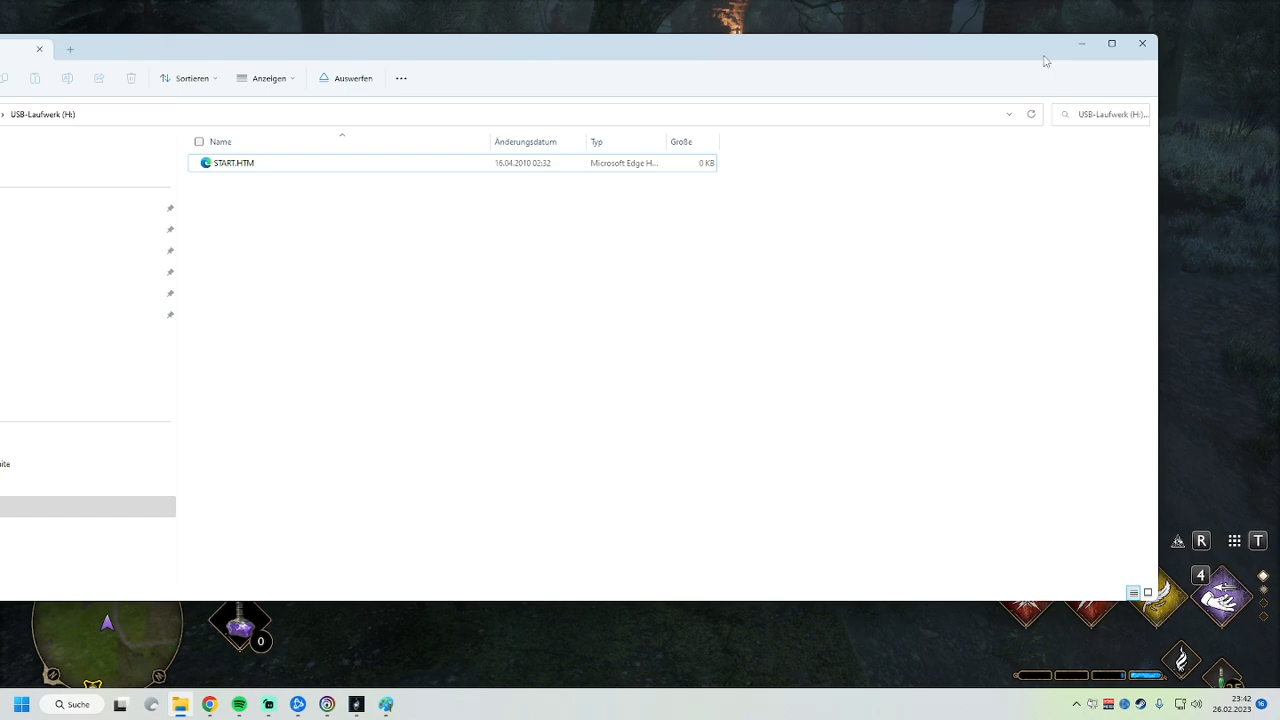 Sortieren
Anzeigen
Auswerfen
USB-Laufwerk (H:)
USB-Laufwerk (H:)...
Name
Änderungsdatum
Typ
Größe
START.HTM
16.04.2010 02:32
Microsoft Edge H...
0 KB
R
T
4
0
Suche
23:42
26.02.2023
16